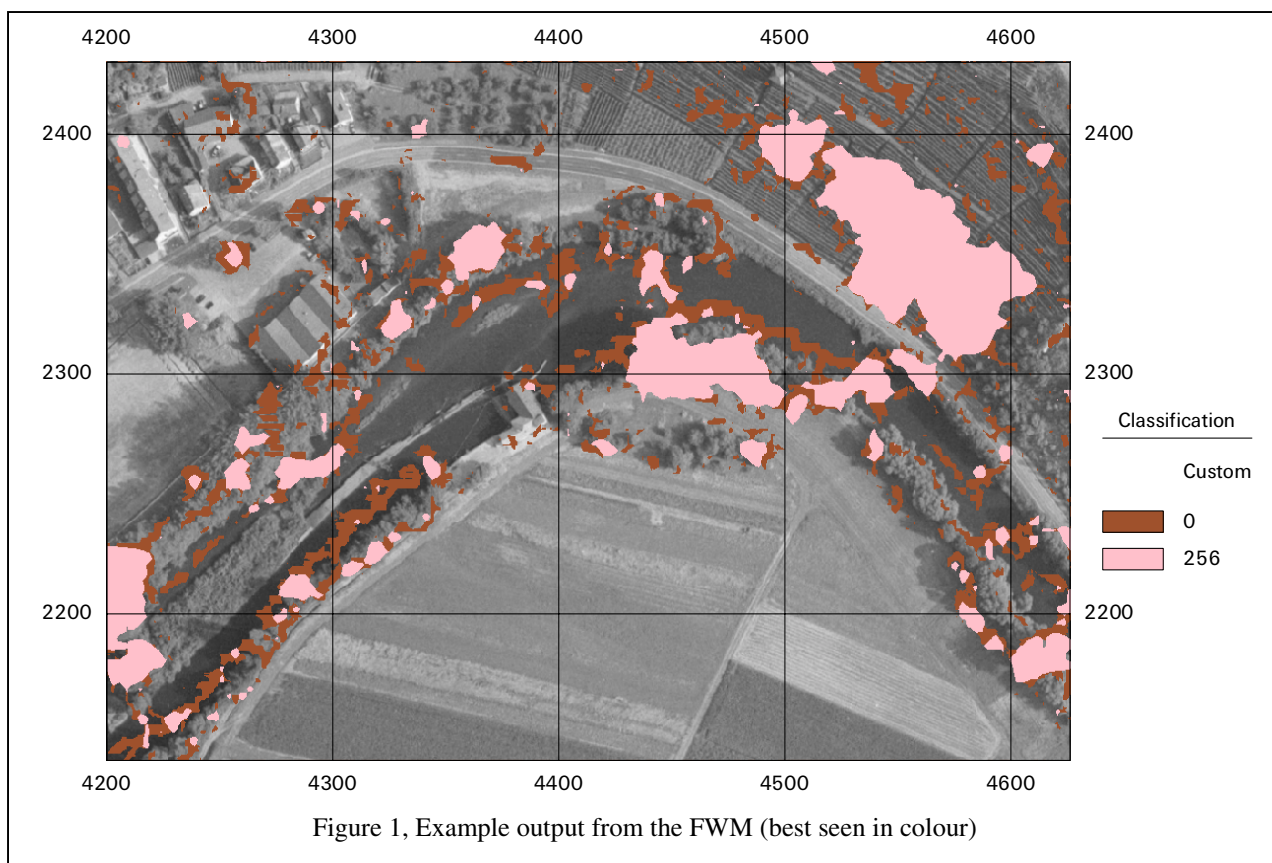 4200 4300 4400 4500 4600
2400 2400
2300 2300
Classification
Custom
0
256
2200 2200
4200 4300 4400 4500 4600
Figure 1, Example output from the FWM (best seen in colour)